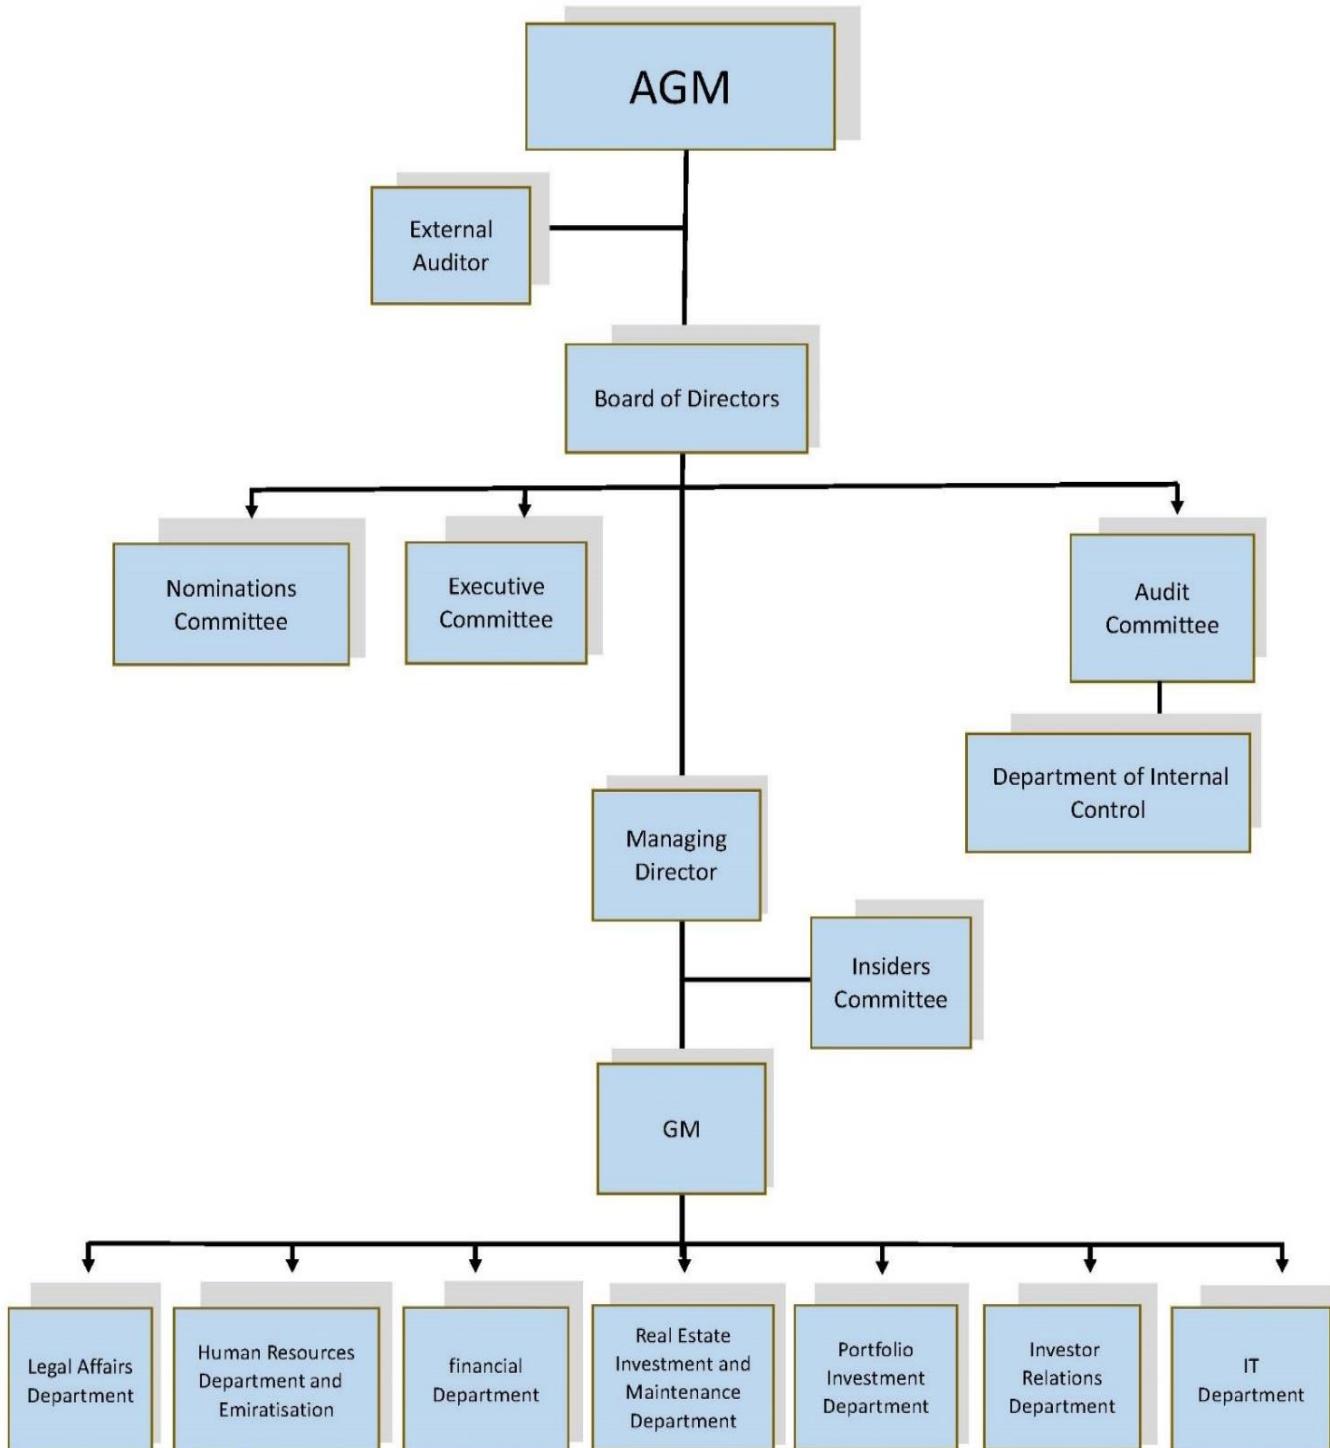 AGM
External
Auditor
Board of Directors
Nominations
Committee
Executive
Committee
Audit
Committee
Department of Internal
Control
Managing
Director
Insiders
Committee
GM
Legal Affairs
Department
Human Resources
Department and
Emiratisation
financial
Department
Real Estate
Investment and
Maintenance
Department
Portfolio
Investment
Department
Investor
Relations
Department
IT
Department